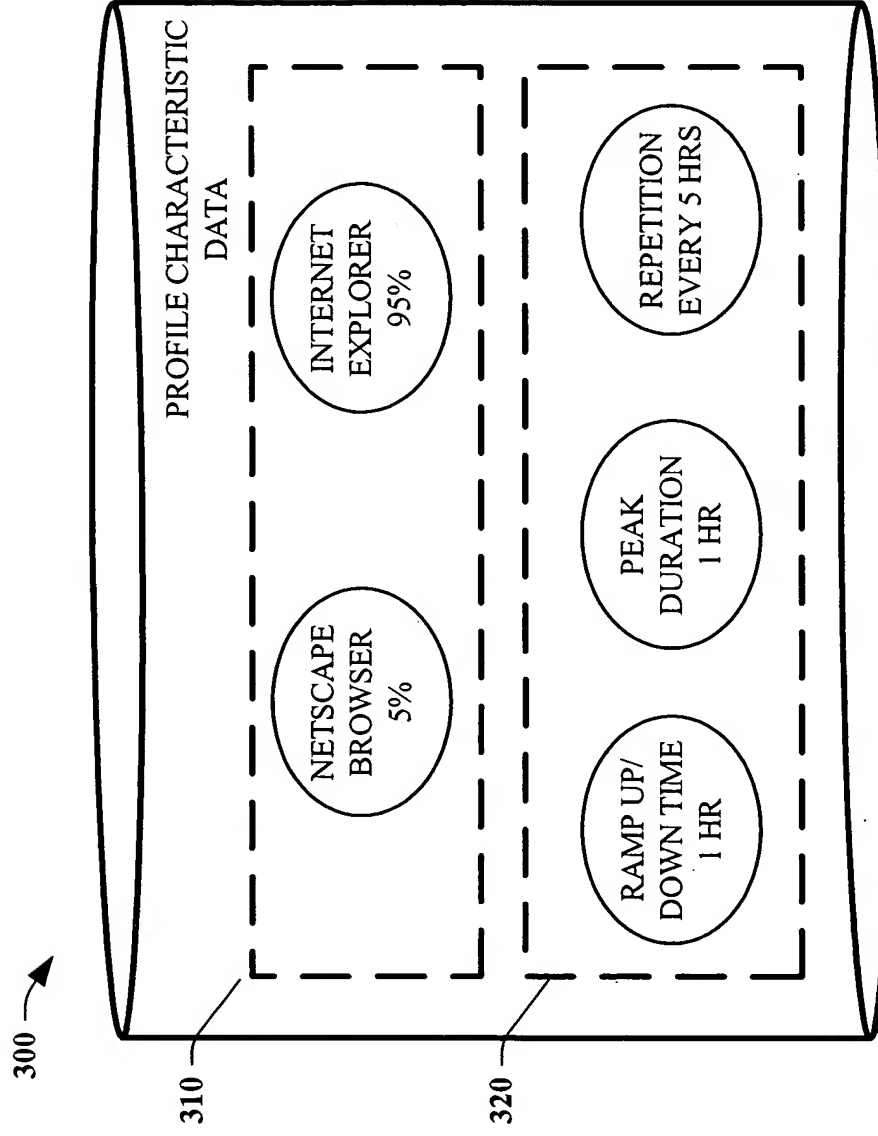 300
PROFILE CHARACTERISTIC
DATA
310
NETSCAPE
BROWSER
5%
INTERNET
EXPLORER
95%
320
RAMP UP/
DOWN TIME
1 HR
PEAK
DURATION
1 HR
REPETITION
EVERY 5 HRS